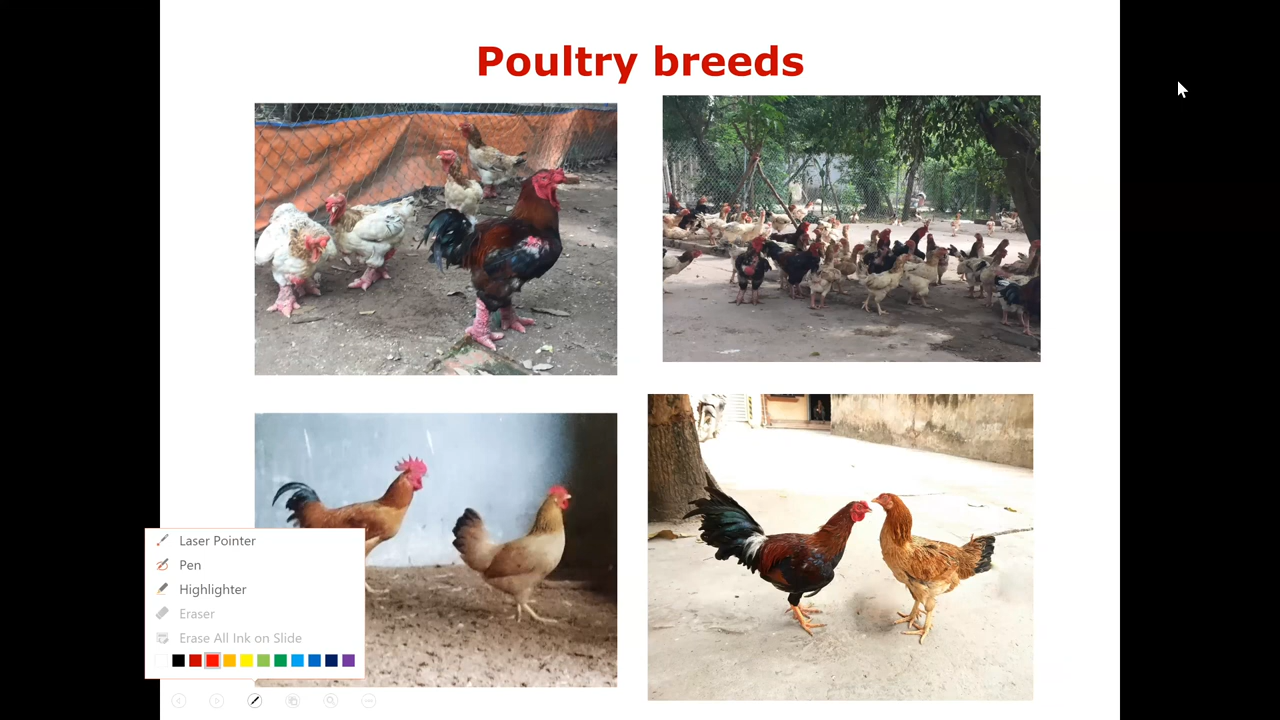 Poultry breeds
Laser Pointer
Pen
Highlighter
Eraser
Erase All Ink on Slide